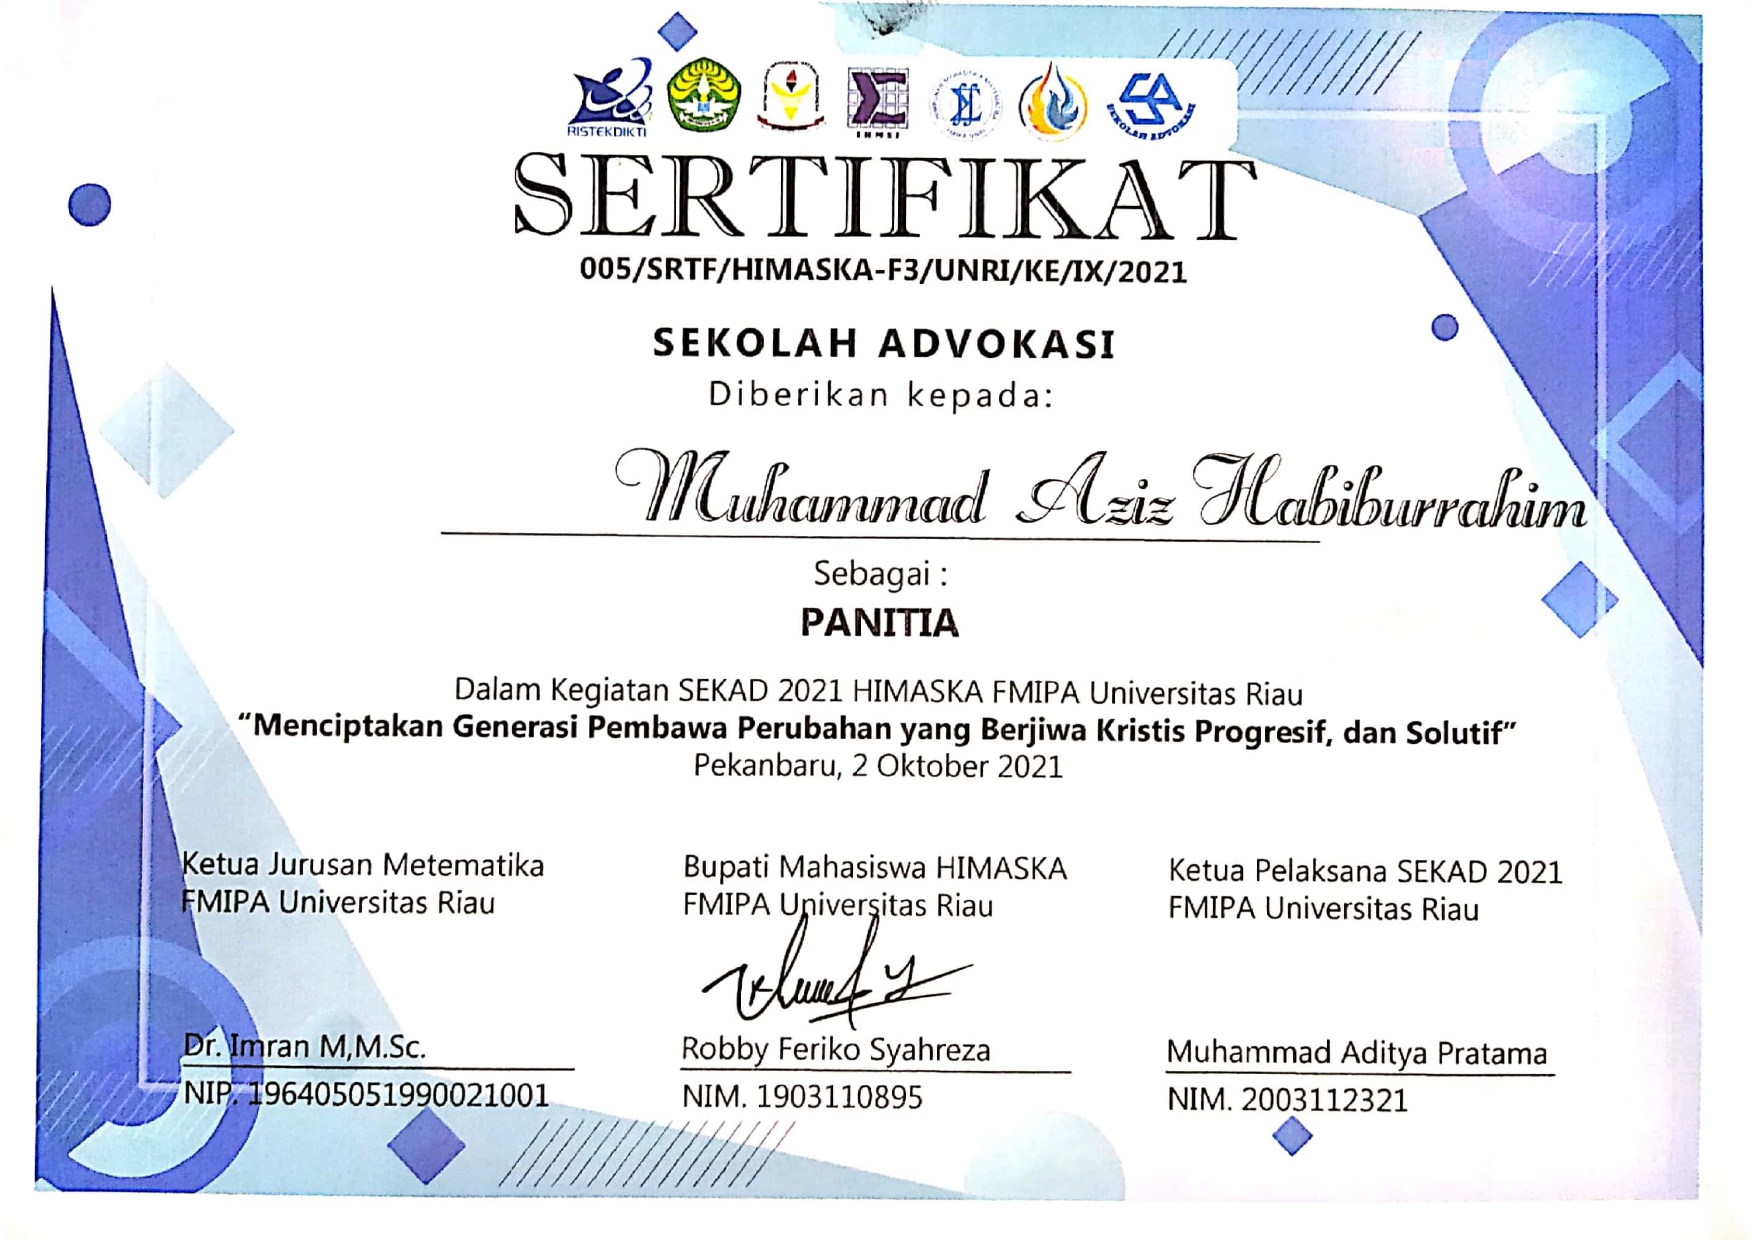 RISTEKDIKTI
IHMSI
SEKOLAH ADVOKASI
SERTIFIKAT
005/SRTF/HIMASKA-F3/UNRI/KE/IX/2021
SEKOLAH ADVOKASI
Diberikan kepada:
Muhammad Aziz Habiburrahim
Sebagai :
PANITIA
Dalam Kegiatan SEKAD 2021 HIMASKA FMIPA Universitas Riau
“Menciptakan Generasi Pembawa Perubahan yang Berjiwa Kristis Progresif, dan Solutif”
Pekanbaru, 2 Oktober 2021
Ketua Jurusan Metematika
FMIPA Universitas Riau
Dr. Imran M,M.Sc.
NIP. 196405051990021001
Bupati Mahasiswa HIMASKA
FMIPA Universitas Riau
Robby Feriko Syahreza
NIM. 1903110895
Ketua Pelaksana SEKAD 2021
FMIPA Universitas Riau
Muhammad Aditya Pratama
NIM. 2003112321